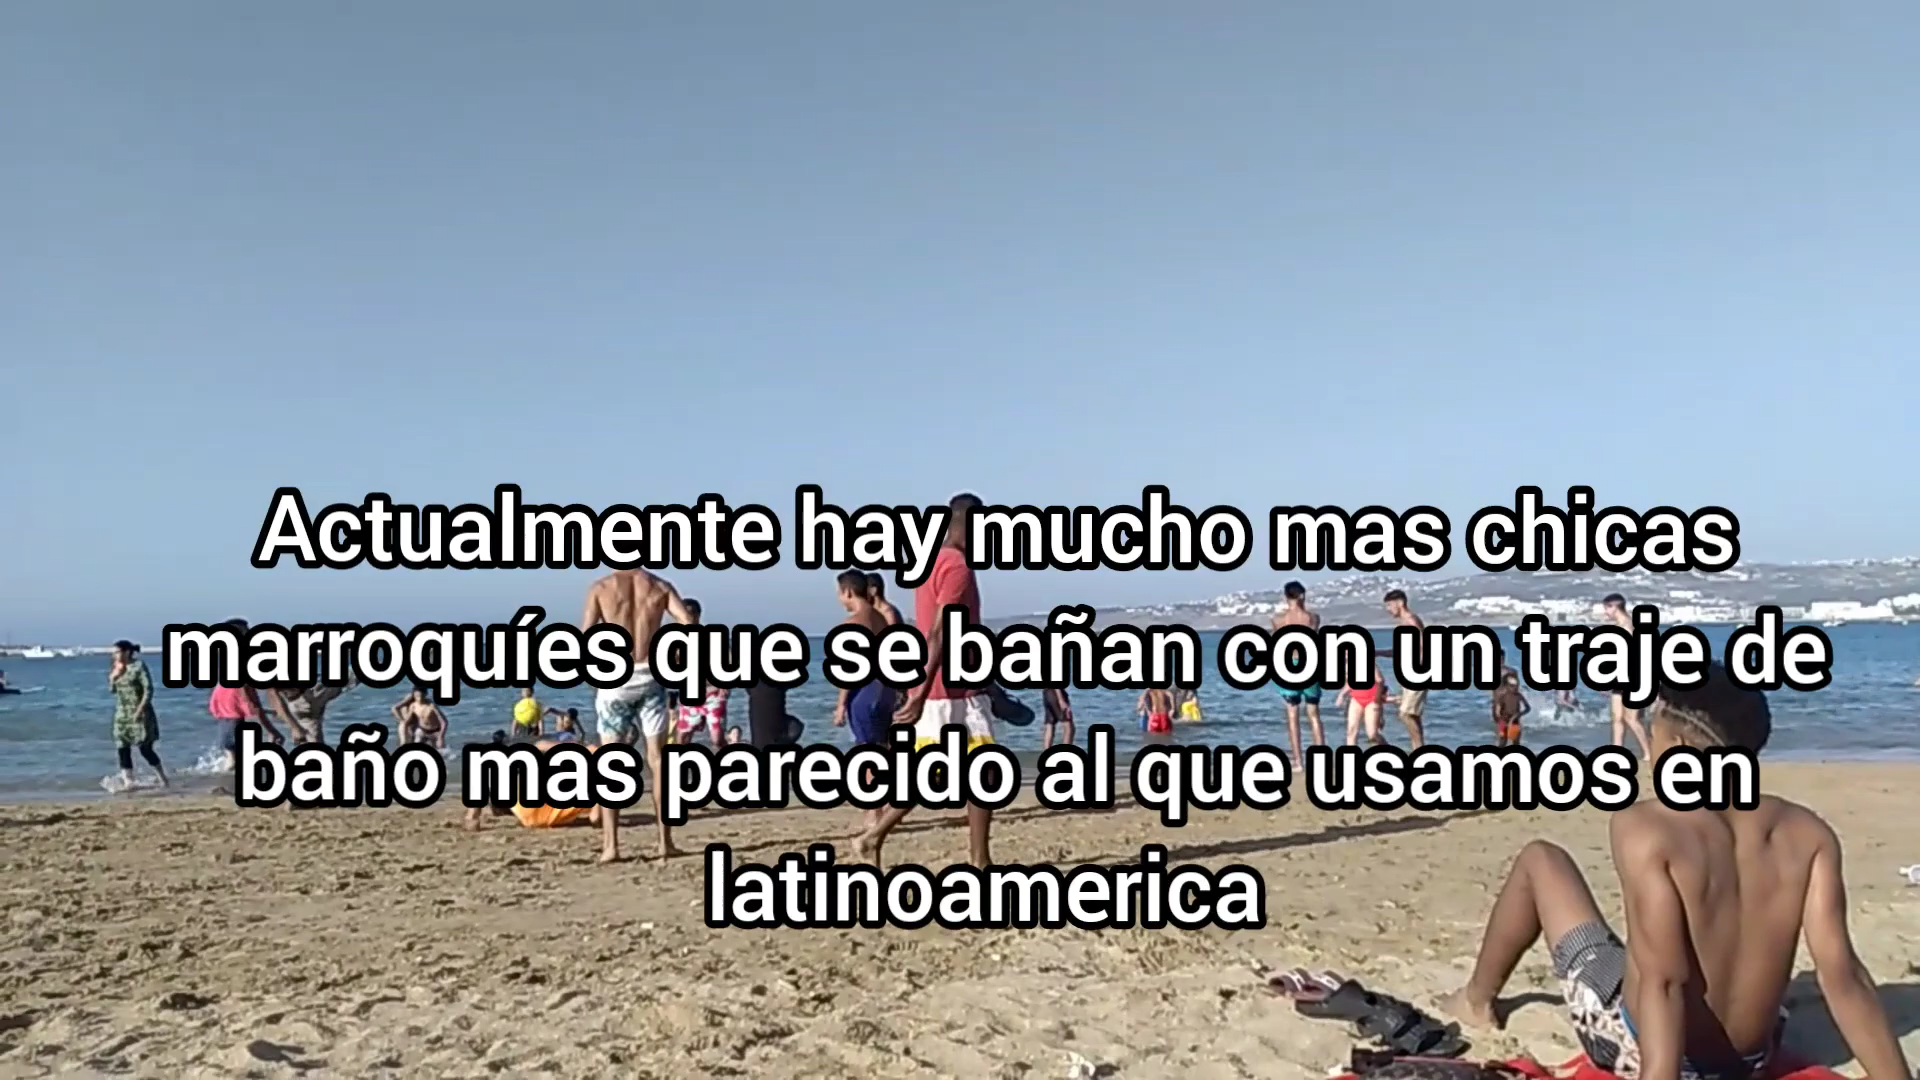 Actualmente hay mucho mas chicas
marroquíes que se bañan con un traje de
baño mas parecido al que usamos en
latinoamerica